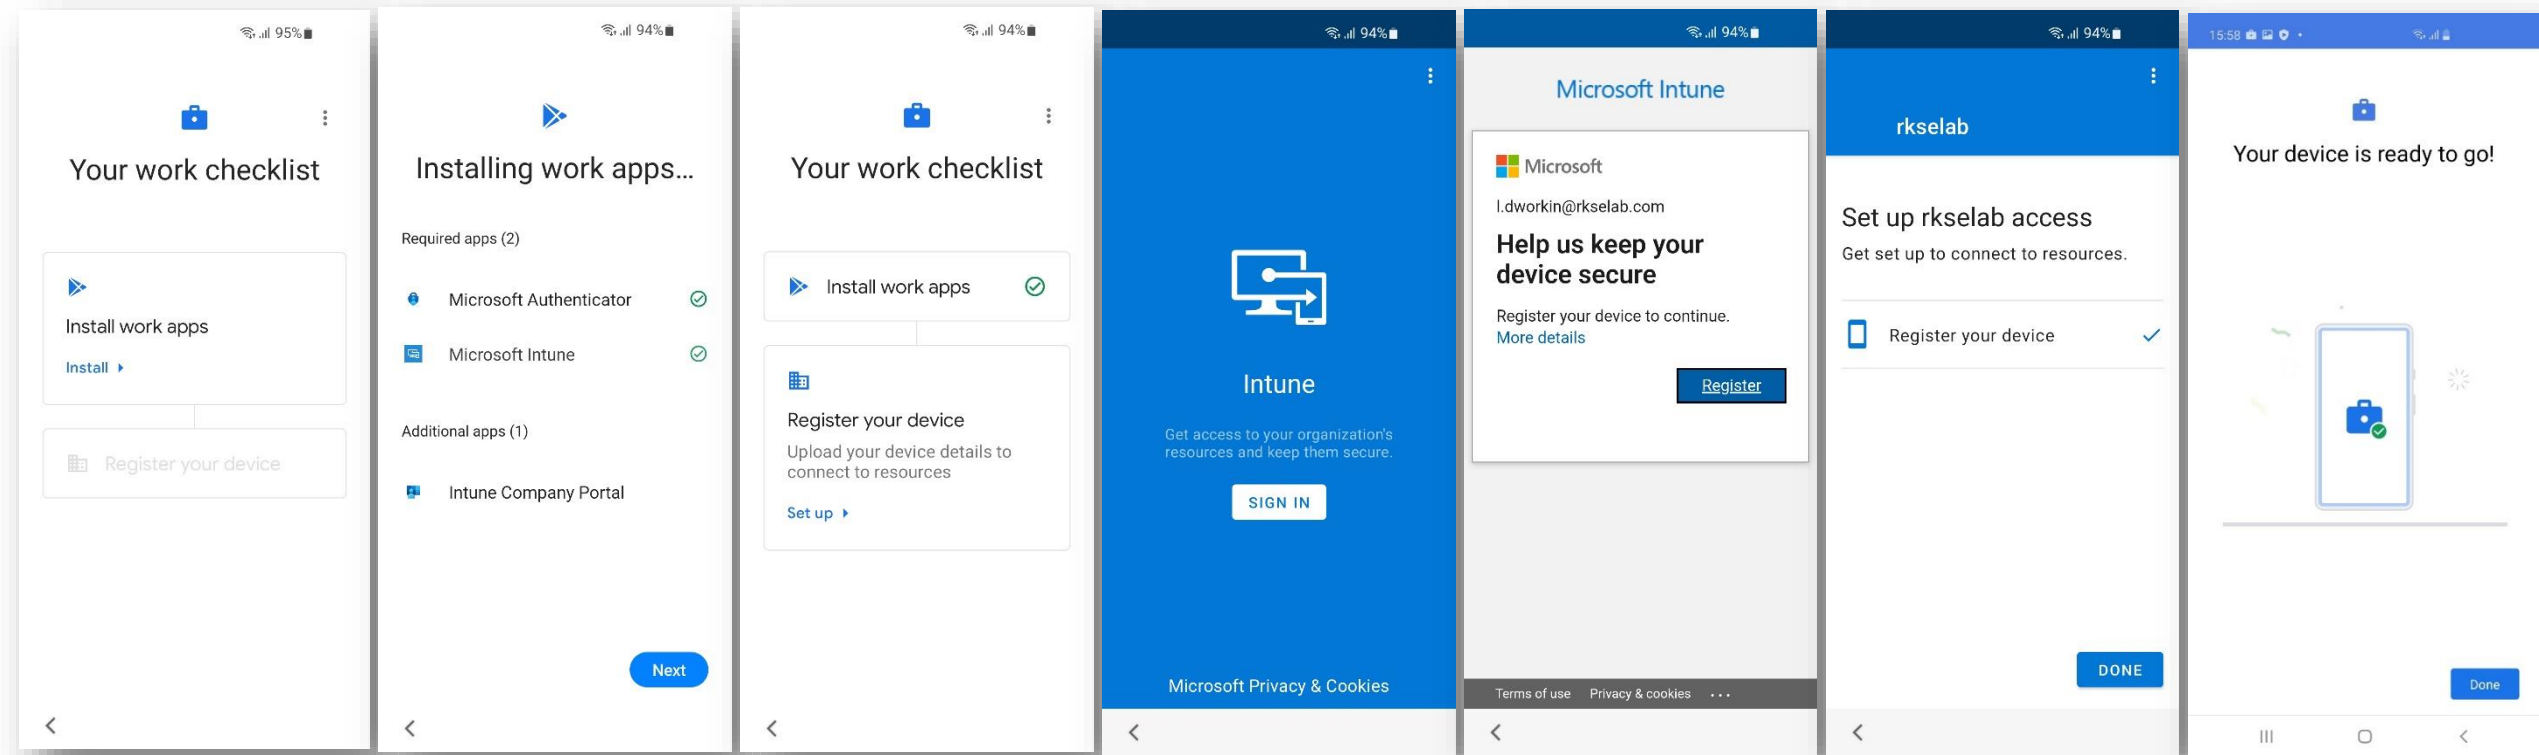 95%
Your work checklist
Install work apps
Install
Register your device
94%
Installing work apps...
Required apps (2)
Microsoft Authenticator
Microsoft Intune
Additional apps (1)
Intune Company Portal
Next
94%
Your work checklist
Install work apps
Register your device
Upload your device details to
connect to resources
Set up
94%
Intune
Get access to your organization's
resources and keep them secure.
SIGN IN
Microsoft Privacy & Cookies
94%
Microsoft Intune
Microsoft
l.dworkin@rkselab.com
Help us keep your
device secure
Register your device to continue.
More details
Register
Terms of use Privacy & cookies ...
94%
rkselab
Set up rkselab access
Get set up to connect to resources.
Register your device
DONE
15:58
Your device is ready to go!
Done